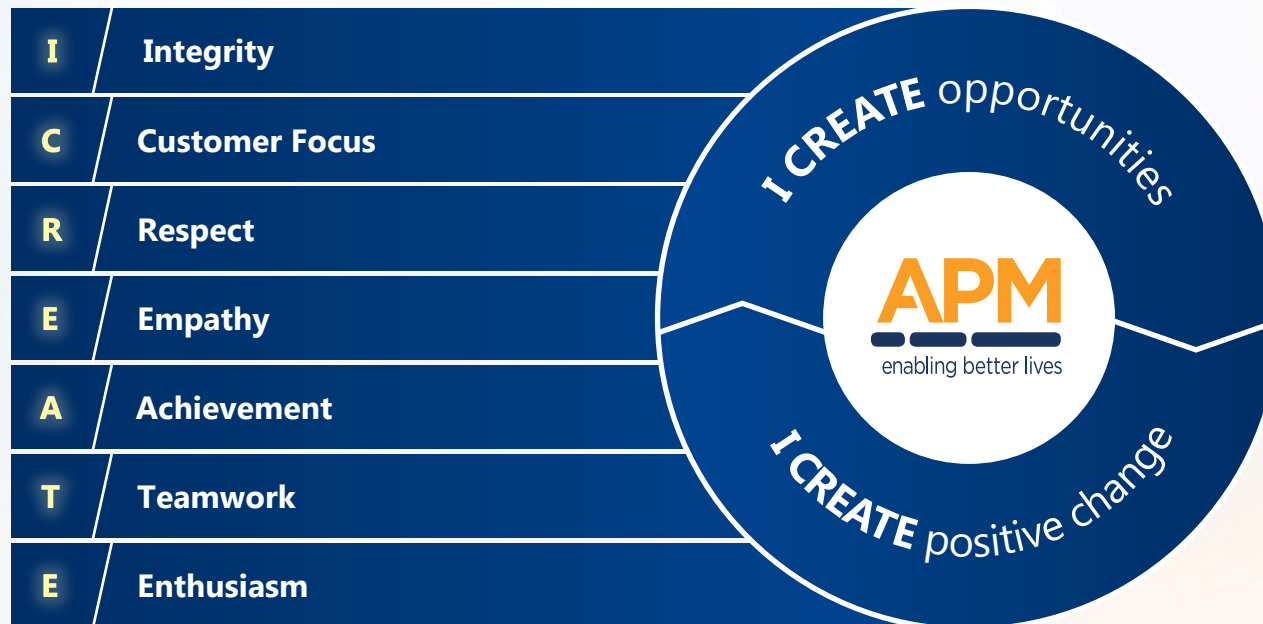 I Integrity
C Customer Focus
R Respect
E Empathy
A Achievement
T Teamwork
E Enthusiasm
I CREATE opportunities
APM
enabling better lives
I CREATE positive change